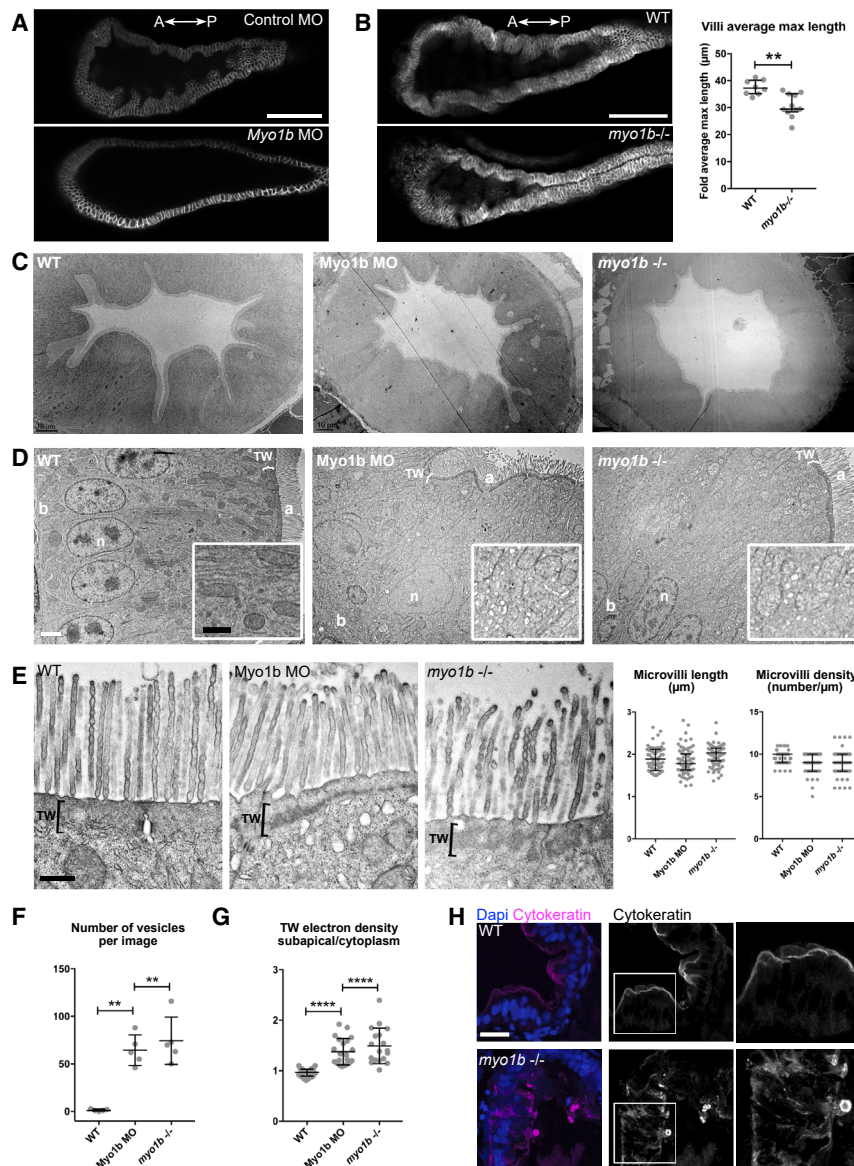 A
A P
Control MO
Myo1b MO
B
A P
WT
myo1b-/-
Villi average max length
**
Fold average max length (µm)
50
40
30
20
10
0
WT
myo1b-/-
C
WT
10 µm
Myo1b MO
10 µm
myo1b -/-
D
WT
TW
b
a
n
Myo1b MO
TW
a
n
b
myo1b -/-
TW
a
n
b
E
WT
TW
Myo1b MO
TW
myo1b -/-
TW
Microvilli length
(µm)
3
2
1
0
WT
Myo1b MO
myo1b -/-
Microvilli density
(number/µm)
15
10
5
0
WT
Myo1b MO
myo1b -/-
F
Number of vesicles
per image
150
100
50
0
**
**
WT
Myo1b MO
myo1b -/-
G
TW electron density
subapical/cytoplasm
3
2
1
0
****
****
WT
Myo1b MO
myo1b -/-
H
Dapi Cytokeratin
WT
Cytokeratin
myo1b -/-